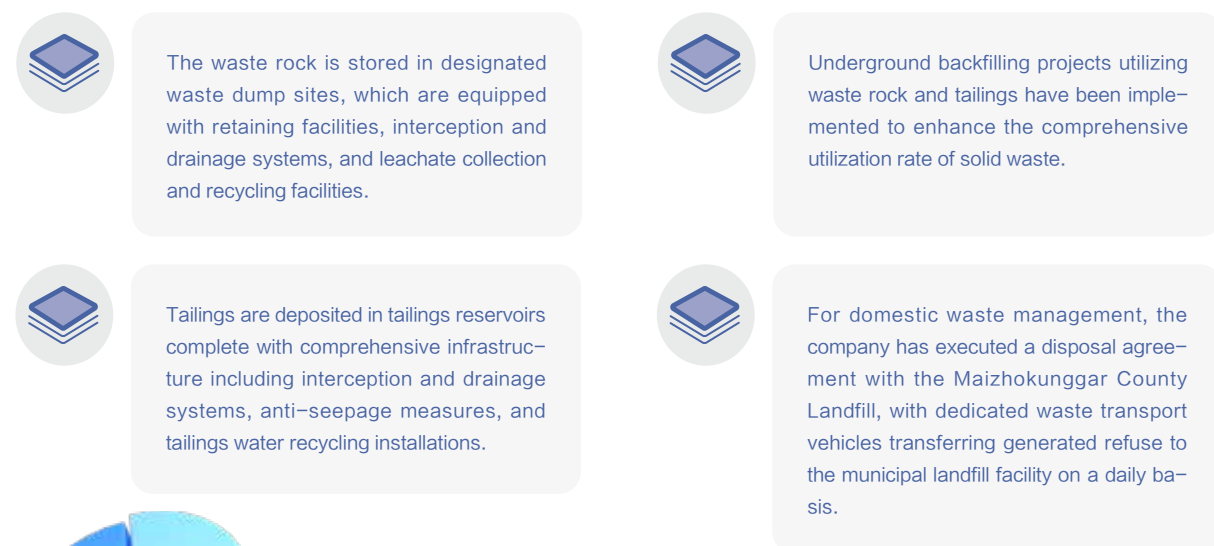 The waste rock is stored in designated
waste dump sites, which are equipped
with retaining facilities, interception and
drainage systems, and leachate collection
and recycling facilities.
Underground backfilling projects utilizing
waste rock and tailings have been imple-
mented to enhance the comprehensive
utilization rate of solid waste.
Tailings are deposited in tailings reservoirs
complete with comprehensive infrastruc-
ture including interception and drainage
systems, anti-seepage measures, and
tailings water recycling installations.
For domestic waste management, the
company has executed a disposal agree-
ment with the Maizhokunggar County
Landfill, with dedicated waste transport
vehicles transferring generated refuse to
the municipal landfill facility on a daily ba-
sis.